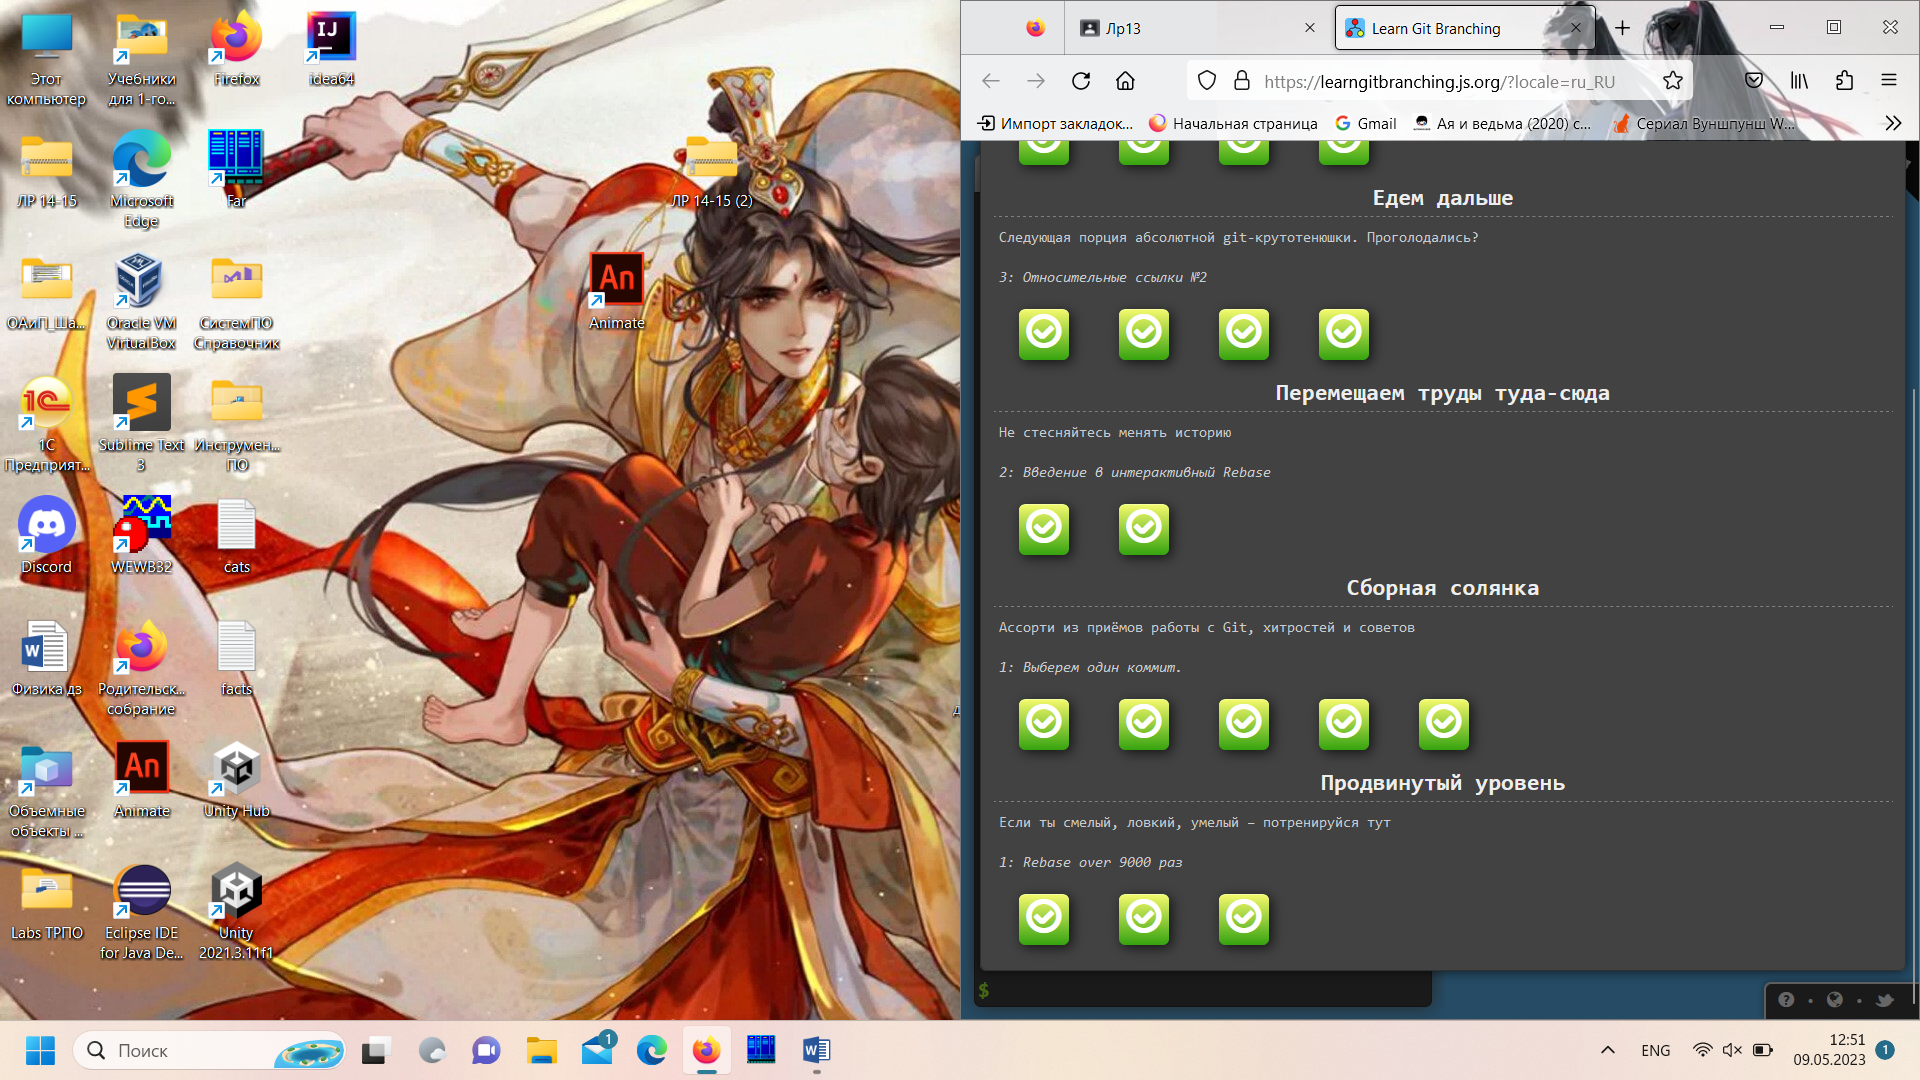 Этот
компьютер
Учебники
для 1-го...
Firefox
idea64
ЛР 14-15
Microsoft
Edge
Far
ЛР 14-15 (2)
ОАиП_Ша...
Oracle VM
VirtualBox
СистемПО
Справочник
An
Animate
1С
Предприят...
Sublime Text
3
Инструмен...
ПО
Discord
WEWB32
cats
Физика дз
Родительск...
собрание
facts
Объемные
объекты ...
An
Animate
Unity Hub
Labs ТРПО
Eclipse IDE
for Java De...
Unity
2021.3.11f1
Лр13
Learn Git Branching
https://learngitbranching.js.org/?locale=ru_RU
Импорт закладок...
Начальная страница
Gmail
Ая и ведьма (2020) с...
Сериал Вуншпунш W...
Едем дальше
Следующая порция абсолютной git-крутотенюшки. Проголодались?
3: Относительные ссылки №2
Перемещаем труды туда-сюда
Не стесняйтесь менять историю
2: Введение в интерактивный Rebase
Сборная солянка
Ассорти из приёмов работы с Git, хитростей и советов
1: Выберем один коммит.
Продвинутый уровень
Если ты смелый, ловкий, умелый — потренируйся тут
1: Rebase over 9000 раз
$
Поиск
1
ENG
12:51
09.05.2023
1